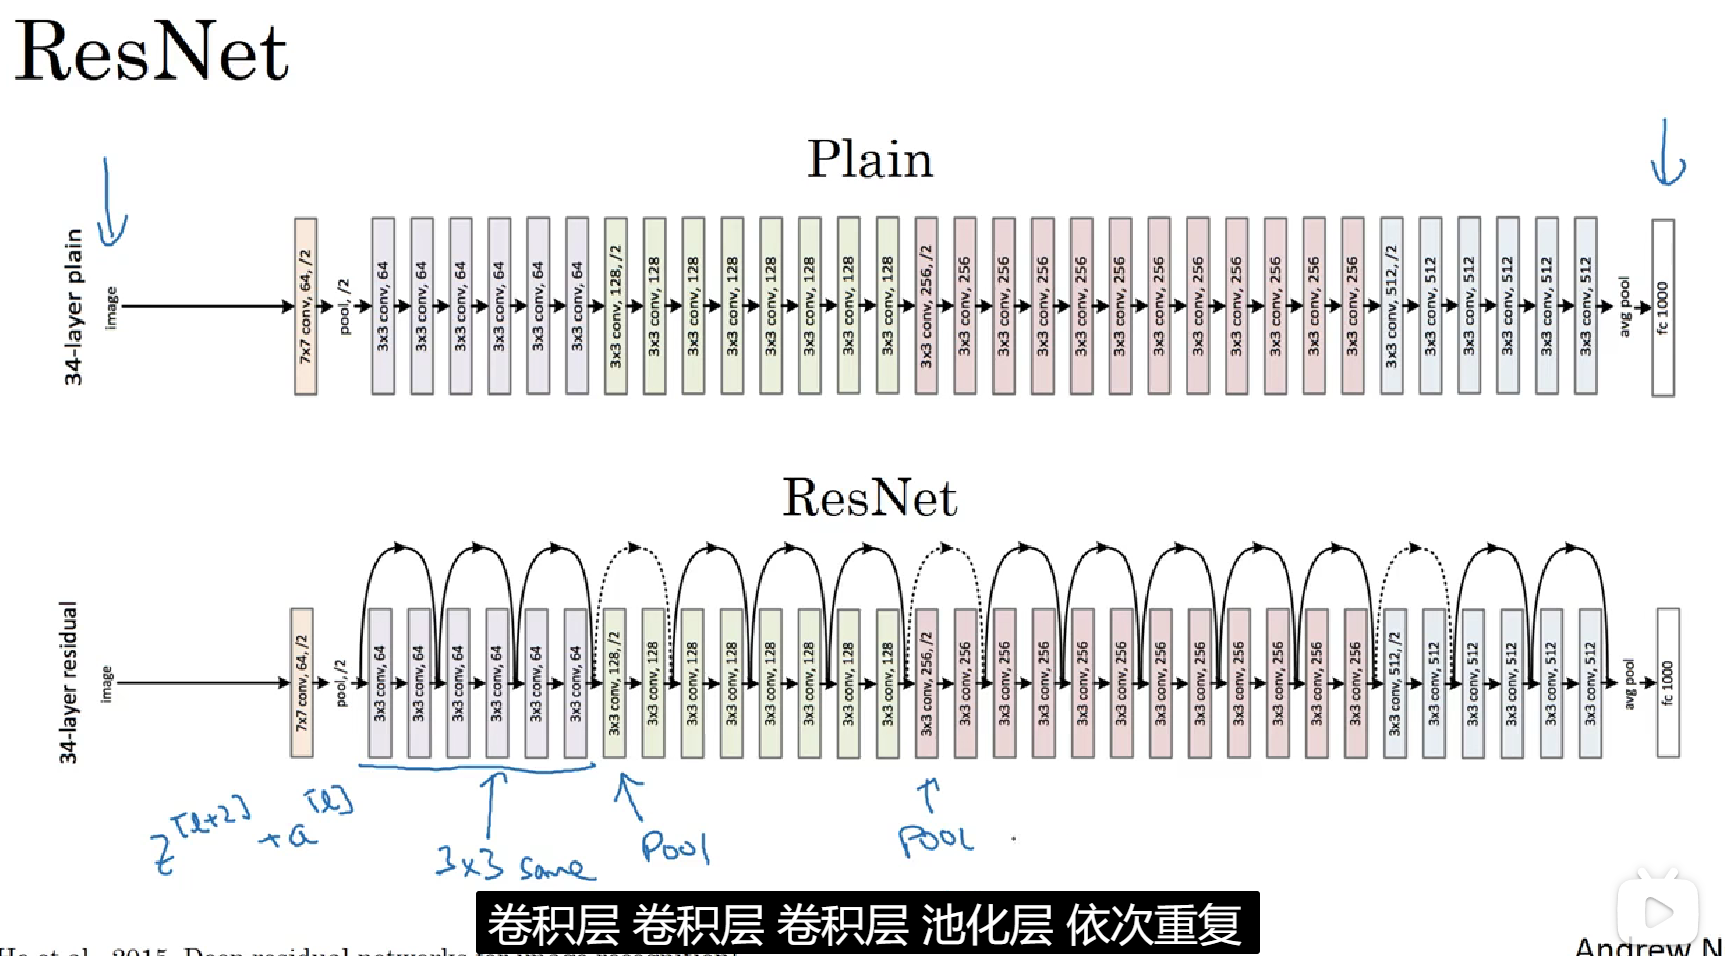 ResNet
Plain
34-layer plain
image
7x7 conv, 64, /2
pool, /2
3x3 conv, 64
3x3 conv, 64
3x3 conv, 64
3x3 conv, 64
3x3 conv, 64
3x3 conv, 64
3x3 conv, 128, /2
3x3 conv, 128
3x3 conv, 128
3x3 conv, 128
3x3 conv, 128
3x3 conv, 128
3x3 conv, 128
3x3 conv, 128
3x3 conv, 256, /2
3x3 conv, 256
3x3 conv, 256
3x3 conv, 256
3x3 conv, 256
3x3 conv, 256
3x3 conv, 256
3x3 conv, 256
3x3 conv, 256
3x3 conv, 256
3x3 conv, 256
3x3 conv, 256
3x3 conv, 512, /2
3x3 conv, 512
3x3 conv, 512
3x3 conv, 512
3x3 conv, 512
3x3 conv, 512
avg pool
fc 1000
ResNet
34-layer residual
image
7x7 conv, 64, /2
pool, /2
3x3 conv, 64
3x3 conv, 64
3x3 conv, 64
3x3 conv, 64
3x3 conv, 64
3x3 conv, 64
3x3 conv, 128, /2
3x3 conv, 128
3x3 conv, 128
3x3 conv, 128
3x3 conv, 128
3x3 conv, 128
3x3 conv, 128
3x3 conv, 128
3x3 conv, 256, /2
3x3 conv, 256
3x3 conv, 256
3x3 conv, 256
3x3 conv, 256
3x3 conv, 256
3x3 conv, 256
3x3 conv, 256
3x3 conv, 256
3x3 conv, 256
3x3 conv, 256
3x3 conv, 256
3x3 conv, 512, /2
3x3 conv, 512
3x3 conv, 512
3x3 conv, 512
3x3 conv, 512
3x3 conv, 512
avg pool
fc 1000
z^[l+2] + a^[l]
3x3 same
Pool
Pool
卷积层 卷积层 卷积层 池化层 依次重复
He et al., 2015. Deep residual networks for image recognition]
Andrew N